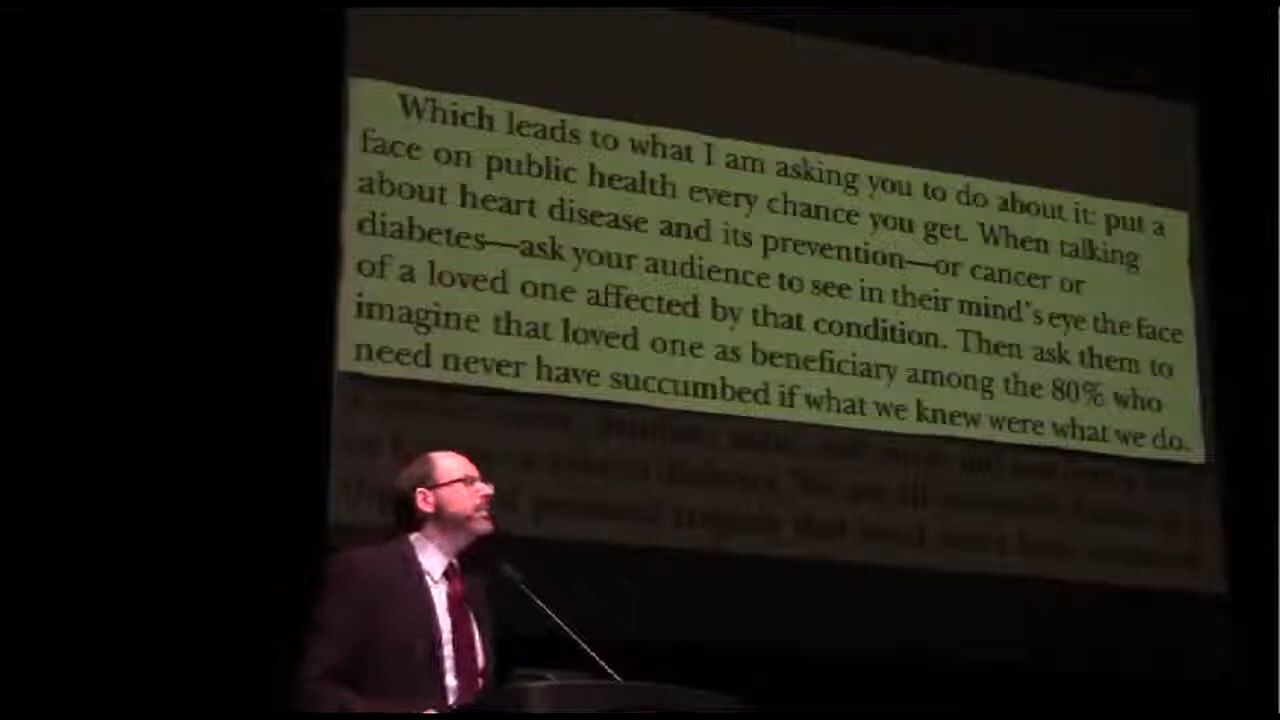 Which leads to what I am asking you to do about it: put a
face on public health every chance you get. When talking
about heart disease and its prevention—or cancer or
diabetes—ask your audience to see in their mind's eye the face
of a loved one affected by that condition. Then ask them to
imagine that loved one as beneficiary among the 80% who
need never have succumbed if what we knew were what we do.